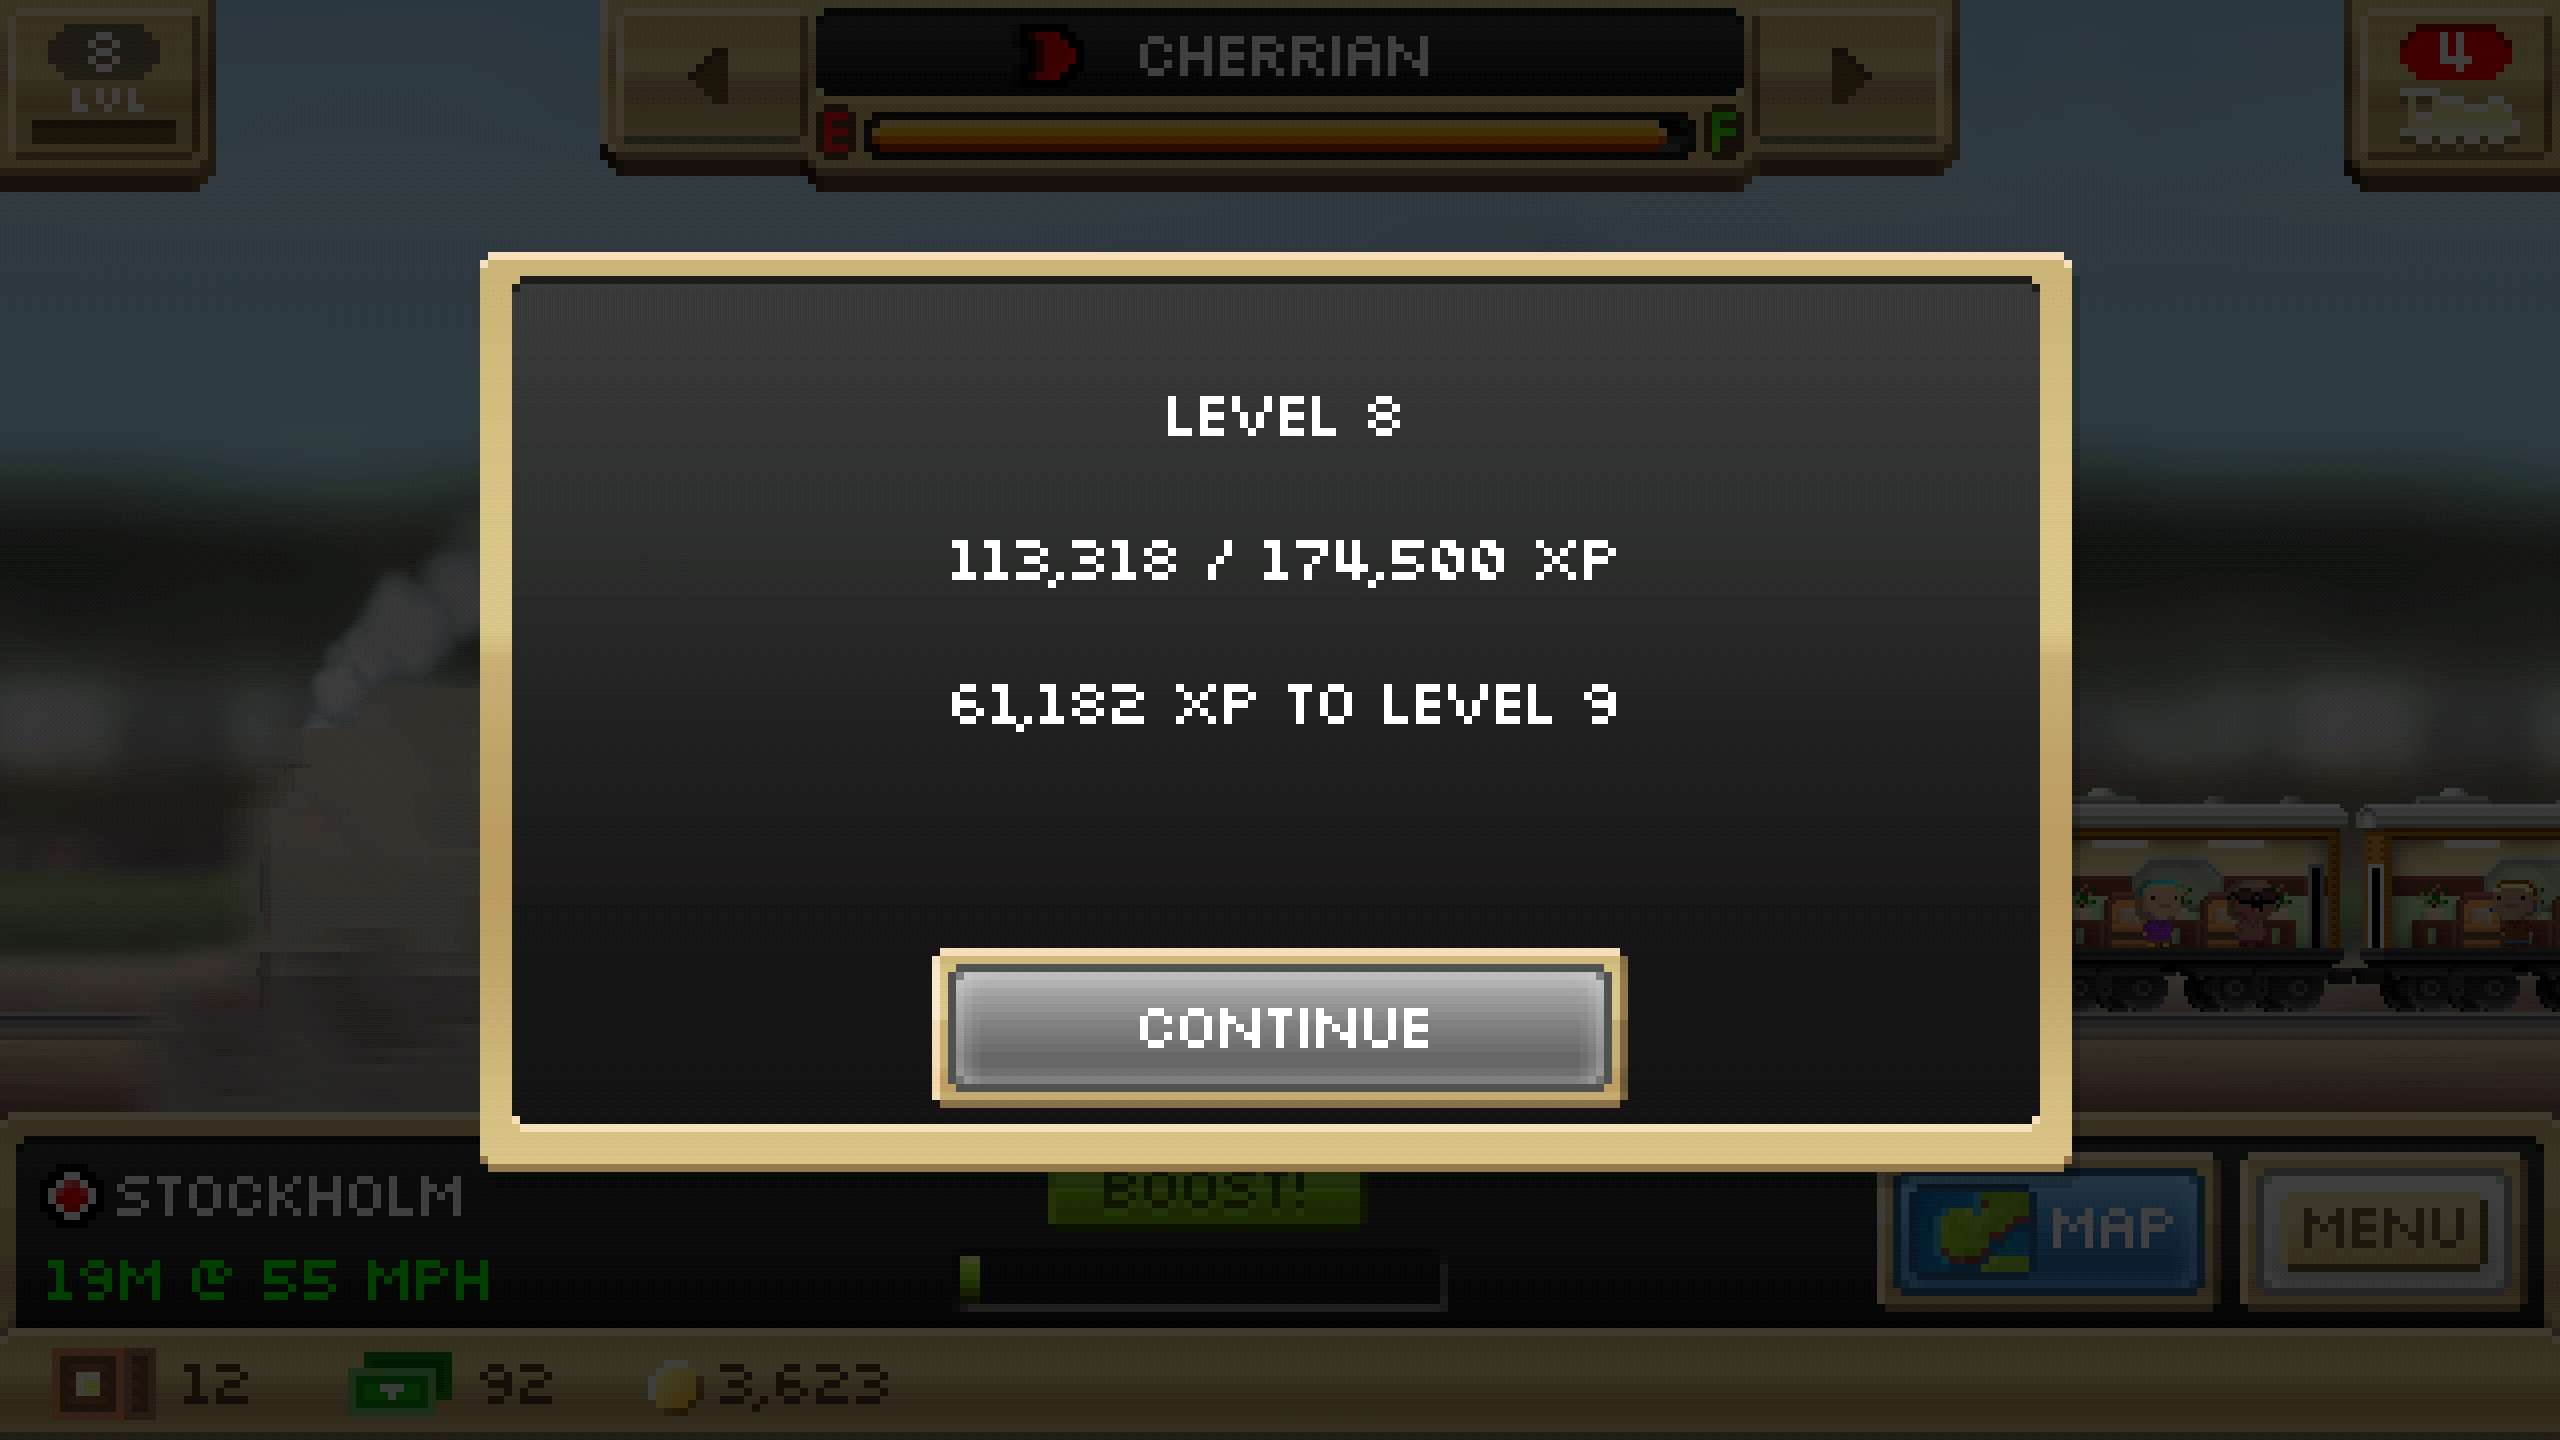 8
LVL
CHERRIAN
E
F
4
LEVEL 8
113,318 / 174,500 XP
61,182 XP TO LEVEL 9
CONTINUE
STOCKHOLM
19M @ 55 MPH
BOOST!
MAP
MENU
12
92
3,623